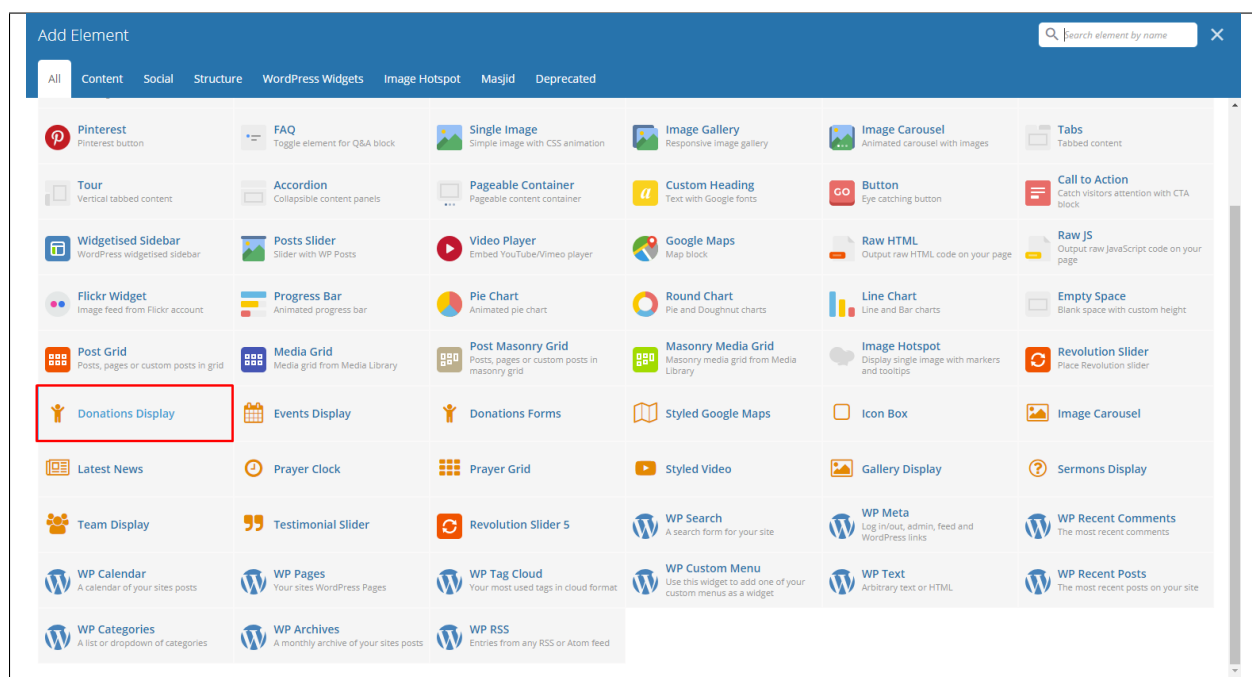 Add Element
Search element by name
All Content Social Structure WordPress Widgets Image Hotspot Masjid Deprecated
Pinterest
Pinterest button
FAQ
Toggle element for Q&A block
Single Image
Simple image with CSS animation
Image Gallery
Responsive image gallery
Image Carousel
Animated carousel with images
Tabs
Tabbed content
Tour
Vertical tabbed content
Accordion
Collapsible content panels
Pageable Container
Pageable content container
Custom Heading
Text with Google fonts
GO
Button
Eye catching button
Call to Action
Catch visitors attention with CTA
block
Widgetised Sidebar
WordPress widgetised sidebar
Posts Slider
Slider with WP Posts
Video Player
Embed YouTube/Vimeo player
Google Maps
Map block
Raw HTML
Output raw HTML code on your page
Raw JS
Output raw JavaScript code on your
page
Flickr Widget
Image feed from Flickr account
Progress Bar
Animated progress bar
Pie Chart
Animated pie chart
Round Chart
Pie and Doughnut charts
Line Chart
Line and Bar charts
Empty Space
Blank space with custom height
Post Grid
Posts, pages or custom posts in grid
Media Grid
Media grid from Media Library
Post Masonry Grid
Posts, pages or custom posts in
masonry grid
Masonry Media Grid
Masonry media grid from Media
Library
Image Hotspot
Display single image with markers
and tooltips
Revolution Slider
Place Revolution slider
Donations Display
Events Display
Donations Forms
Styled Google Maps
Icon Box
Image Carousel
Latest News
Prayer Clock
Prayer Grid
Styled Video
Gallery Display
Sermons Display
Team Display
Testimonial Slider
Revolution Slider 5
WP Search
A search form for your site
WP Meta
Log in/out, admin, feed and
WordPress links
WP Recent Comments
The most recent comments
WP Calendar
A calendar of your sites posts
WP Pages
Your sites WordPress Pages
WP Tag Cloud
Your most used tags in cloud format
WP Custom Menu
Use this widget to add one of your
custom menus as a widget
WP Text
Arbitrary text or HTML
WP Recent Posts
The most recent posts on your site
WP Categories
A list or dropdown of categories
WP Archives
A monthly archive of your sites posts
WP RSS
Entries from any RSS or Atom feed